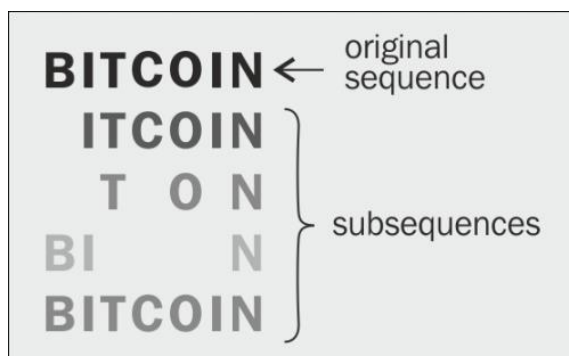 BITCOIN
original
sequence
ITCOIN
T O N
BI N
BITCOIN
subsequences